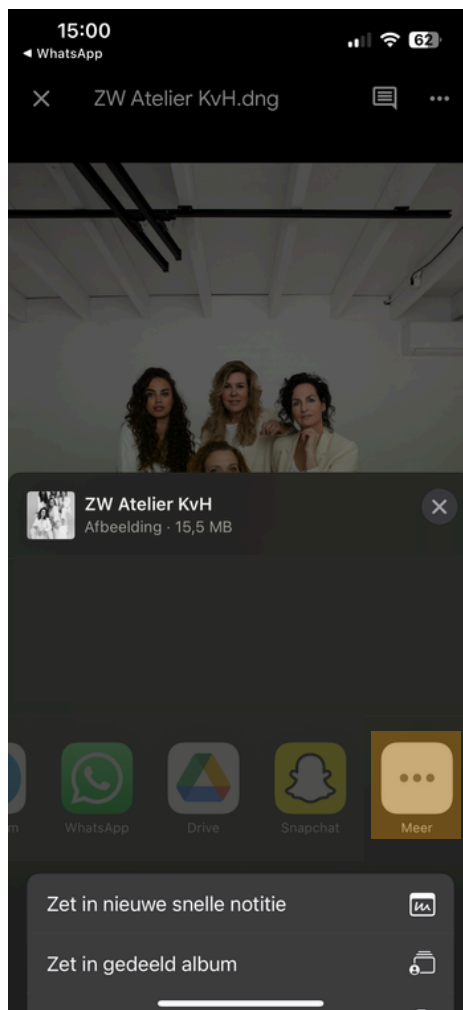 15:00
62
◀ WhatsApp
ZW Atelier KvH.dng
ZW Atelier KvH
Afbeelding · 15,5 MB
m
WhatsApp
Drive
Snapchat
Meer
Zet in nieuwe snelle notitie
Zet in gedeeld album